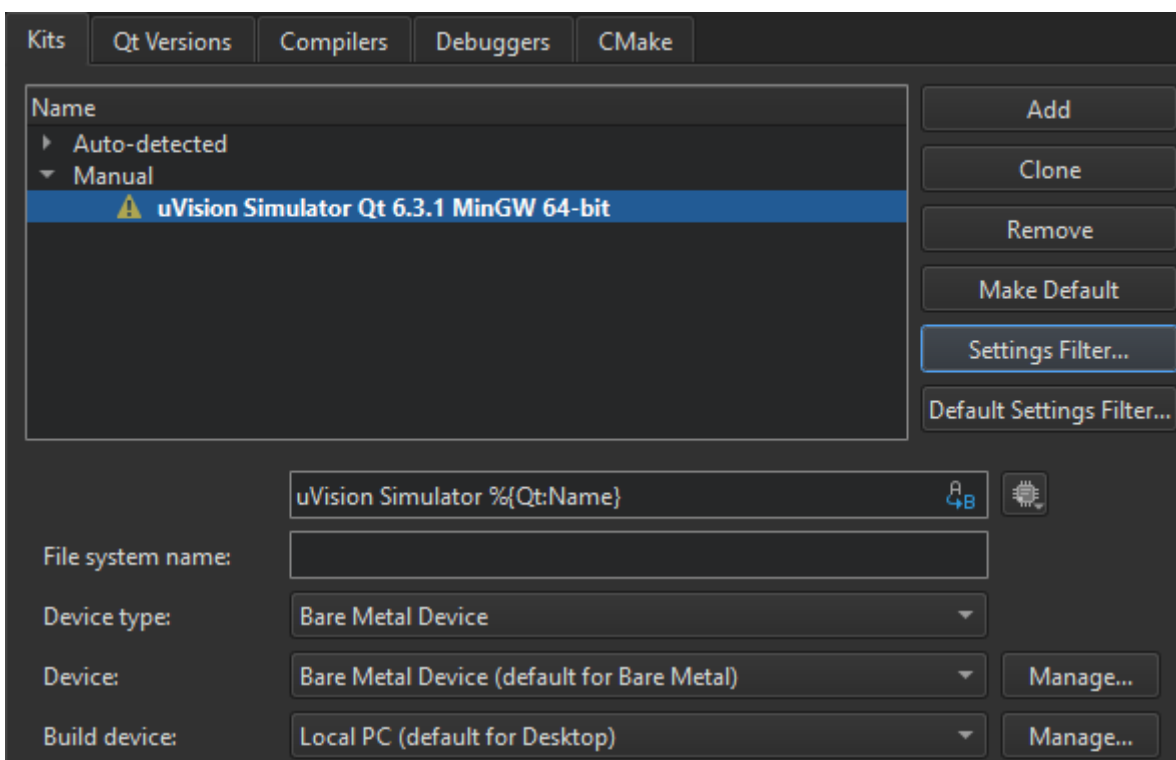 Kits Qt Versions Compilers Debuggers CMake
Name
Auto-detected
Manual
uVision Simulator Qt 6.3.1 MinGW 64-bit
Add
Clone
Remove
Make Default
Settings Filter...
Default Settings Filter...
uVision Simulator %{Qt:Name}
File system name:
Device type: Bare Metal Device
Device: Bare Metal Device (default for Bare Metal) Manage...
Build device: Local PC (default for Desktop) Manage...